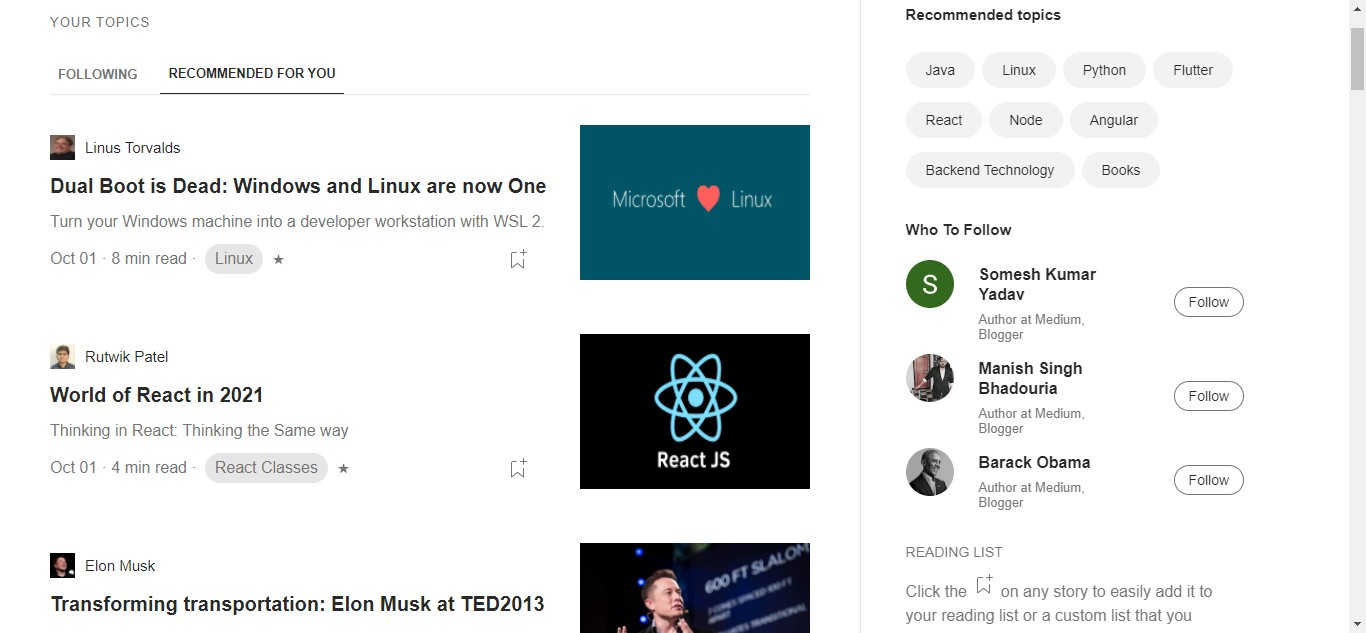 YOUR TOPICS
FOLLOWING
RECOMMENDED FOR YOU
Linus Torvalds
Dual Boot is Dead: Windows and Linux are now One
Turn your Windows machine into a developer workstation with WSL 2.
Oct 01 · 8 min read · Linux ★
Microsoft Linux
Rutwik Patel
World of React in 2021
Thinking in React: Thinking the Same way
Oct 01 · 4 min read · React Classes ★
React JS
Elon Musk
Transforming transportation: Elon Musk at TED2013
600 FT SLALOM
Recommended topics
Java Linux Python Flutter
React Node Angular
Backend Technology Books
Who To Follow
S
Somesh Kumar
Yadav
Author at Medium,
Blogger
Follow
Manish Singh
Bhadouria
Author at Medium,
Blogger
Follow
Barack Obama
Author at Medium,
Blogger
Follow
READING LIST
Click the on any story to easily add it to
your reading list or a custom list that you